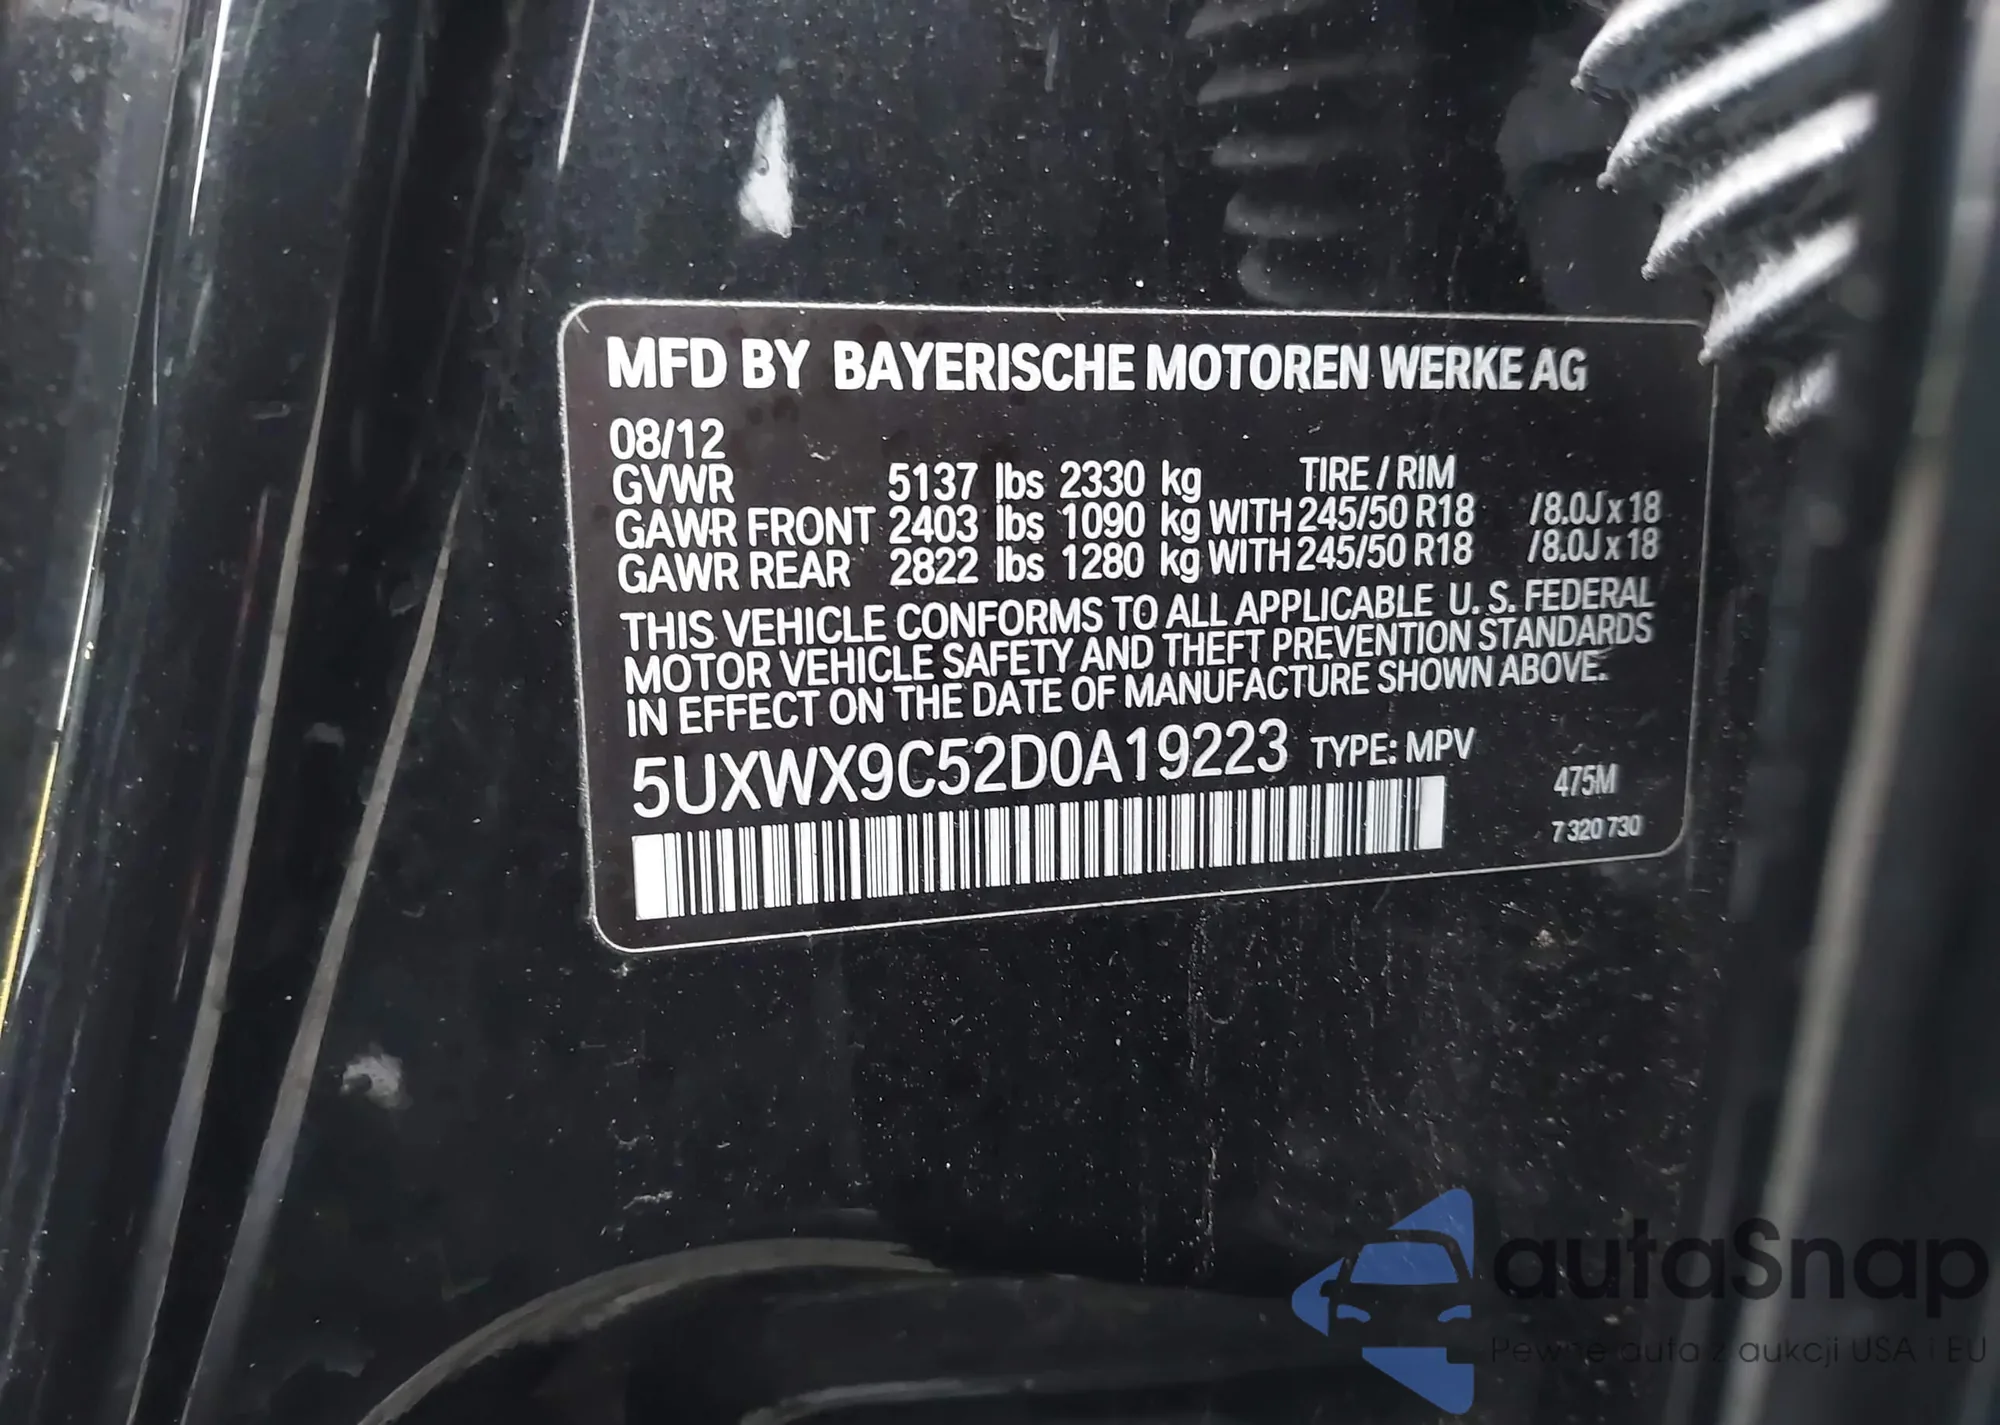 MFD BY BAYERISCHE MOTOREN WERKE AG
08/12
GVWR 5137 lbs 2330 kg TIRE / RIM
GAWR FRONT 2403 lbs 1090 kg WITH 245/50 R18 /8.0J x 18
GAWR REAR 2822 lbs 1280 kg WITH 245/50 R18 /8.0J x 18
THIS VEHICLE CONFORMS TO ALL APPLICABLE U. S. FEDERAL
MOTOR VEHICLE SAFETY AND THEFT PREVENTION STANDARDS
IN EFFECT ON THE DATE OF MANUFACTURE SHOWN ABOVE.
5UXWX9C52D0A19223 TYPE: MPV
475M
7 320 730
autaSnap
Pewne auta z aukcji USA i EU